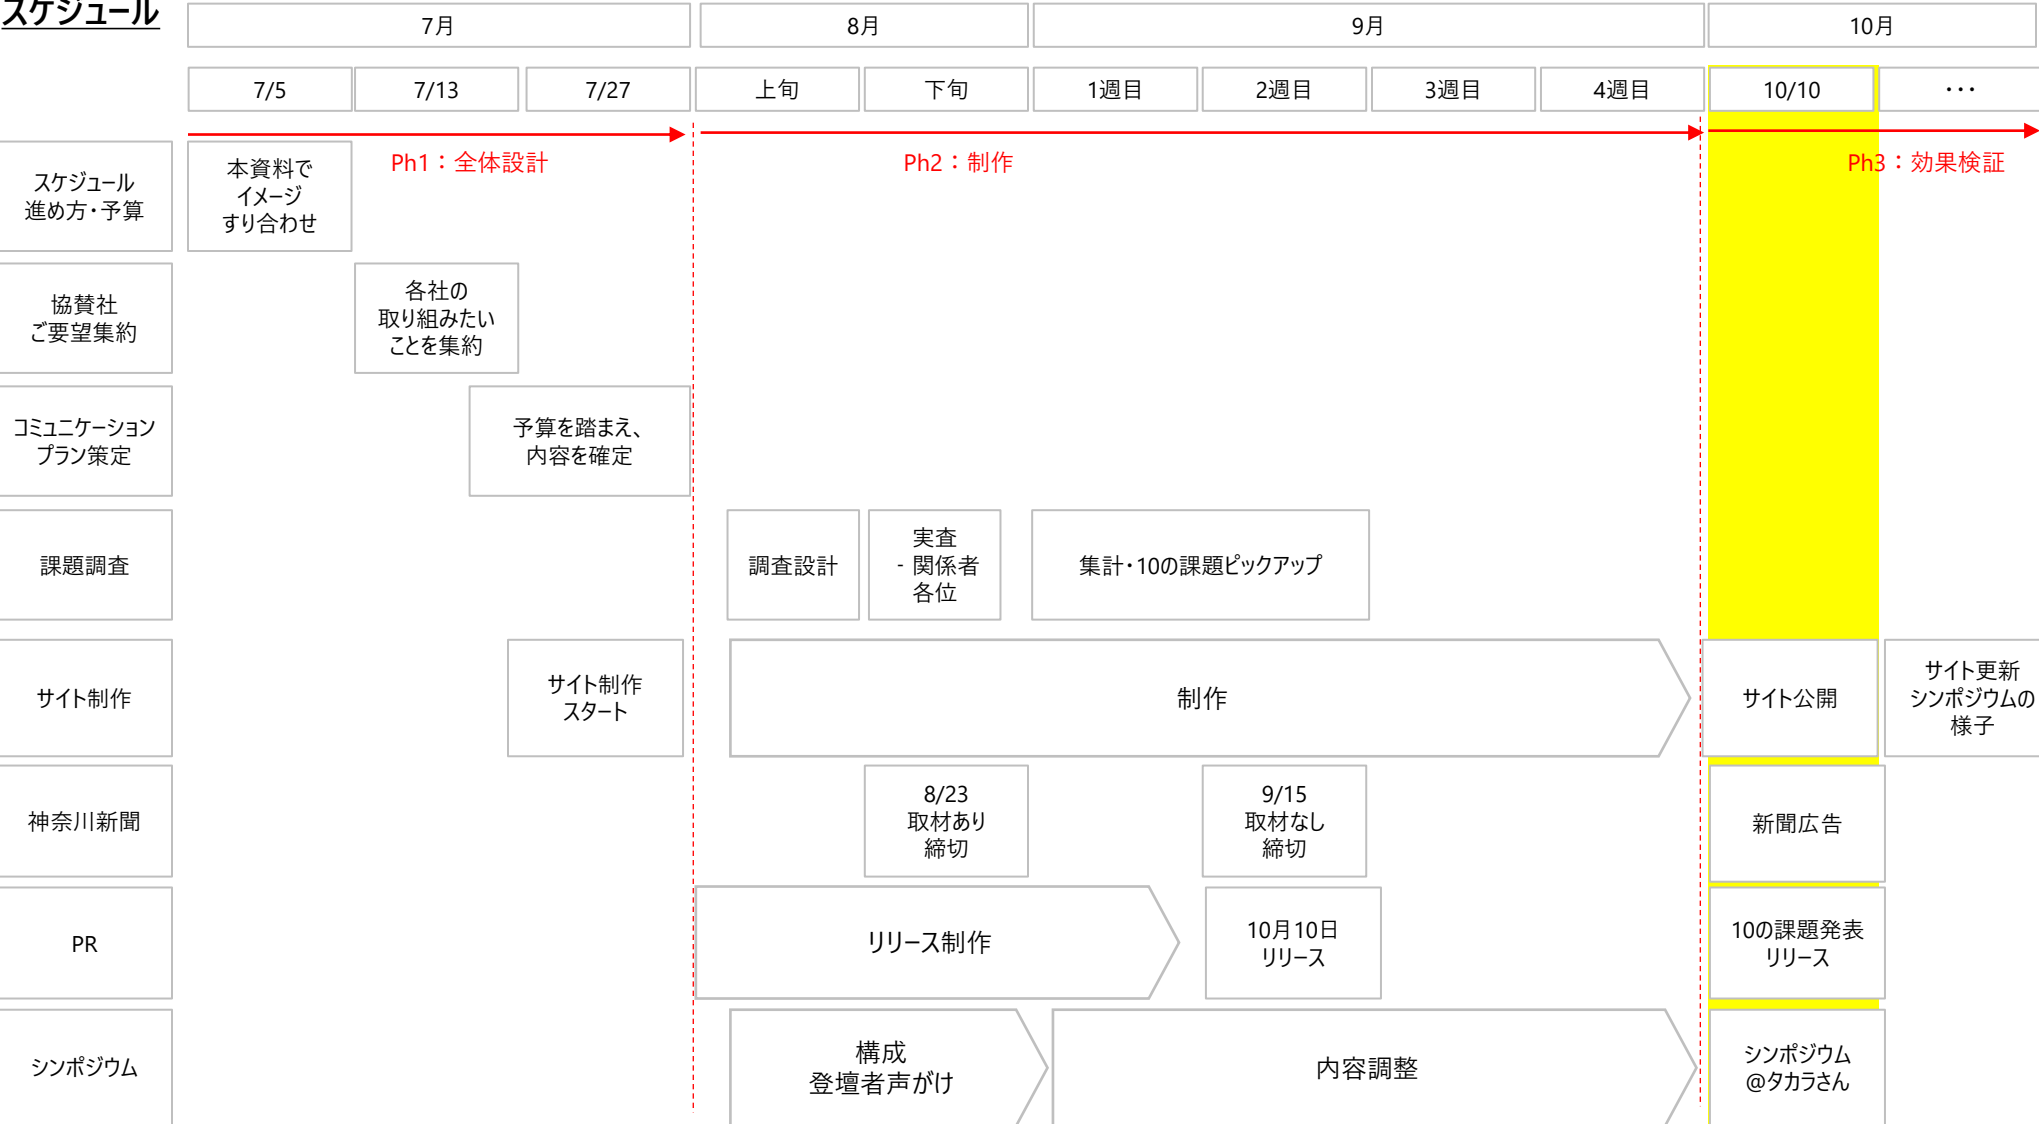 スケジュール
7月
8月
9月
10月
7/5
7/13
7/27
上旬
下旬
1週目
2週目
3週目
4週目
10/10
・・・
Ph1：全体設計
Ph2：制作
Ph3：効果検証
スケジュール
進め方・予算
本資料で
イメージ
すり合わせ
協賛社
ご要望集約
各社の
取り組みたい
ことを集約
コミュニケーション
プラン策定
予算を踏まえ、
内容を確定
課題調査
調査設計
実査
- 関係者
各位
集計・10の課題ピックアップ
サイト制作
サイト制作
スタート
制作
サイト公開
サイト更新
シンポジウムの
様子
神奈川新聞
8/23
取材あり
締切
9/15
取材なし
締切
新聞広告
PR
リリース制作
10月10日
リリース
10の課題発表
リリース
シンポジウム
構成
登壇者声がけ
内容調整
シンポジウム
@タカラさん